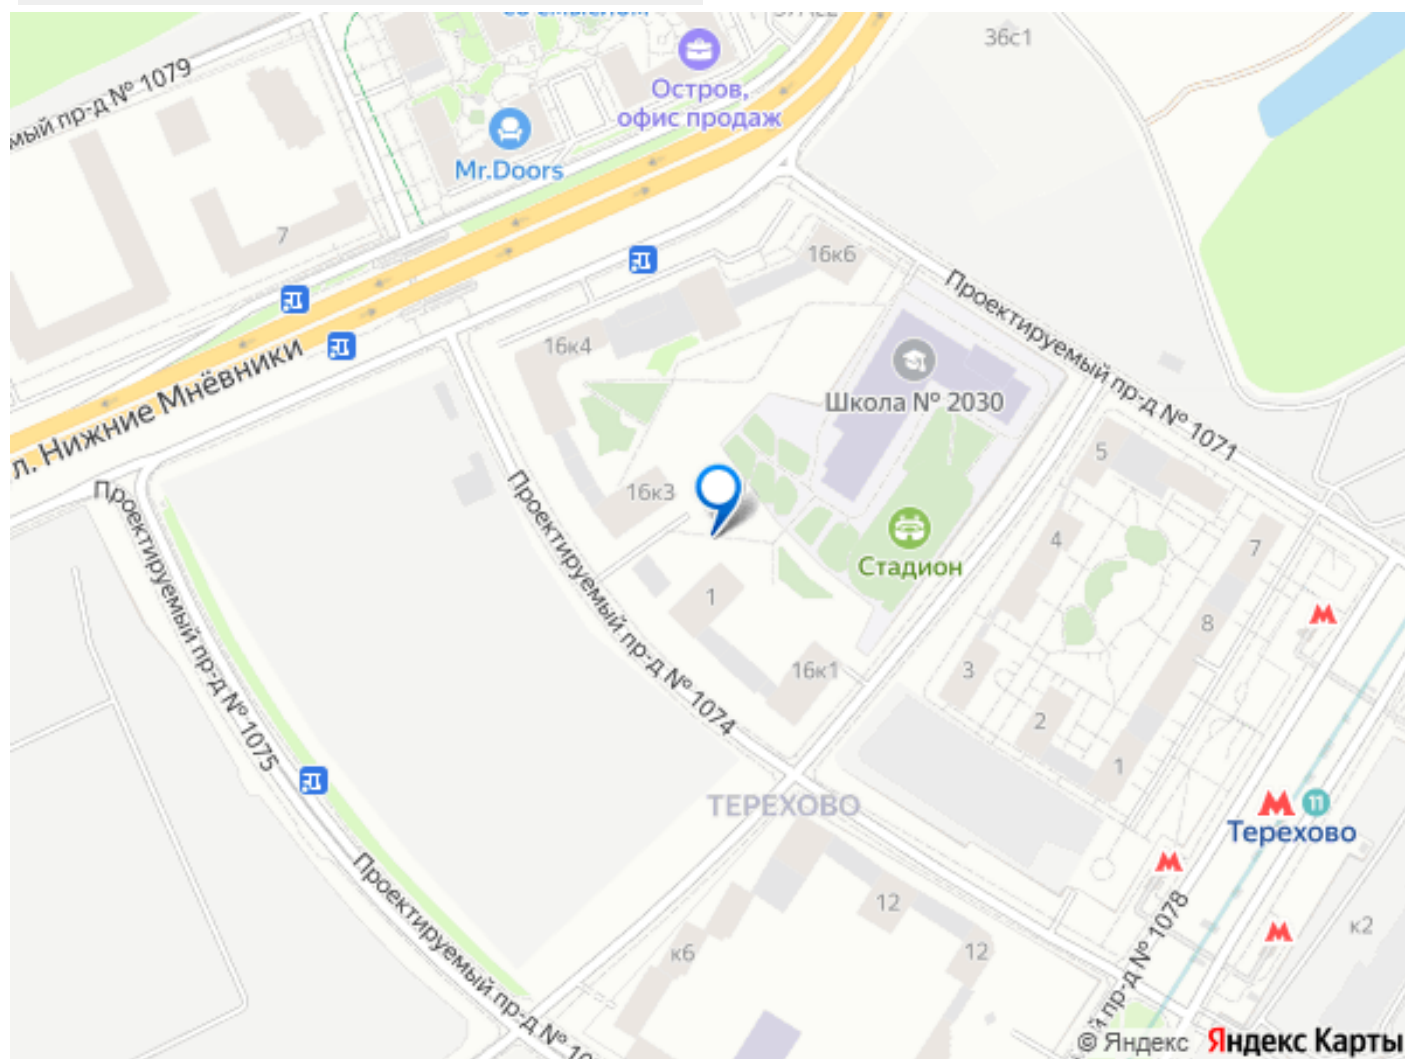 со смыслом
36с1
мый пр-д № 1079
Остров,
офис продаж
Mr.Doors
7
16к6
Проектируемый пр-д № 1071
16к4
л. Нижние Мнёвники
Школа № 2030
5
Проектируемый пр-д № 1075
Проектируемый пр-д № 1074
16к3
4
7
Стадион
1
8
3
16к1
2
1
ТЕРЕХОВО
11
Терехово
Проектируемый пр-д № 10
12
к6
12
й пр-д № 1078
к2
© Яндекс Яндекс Карты